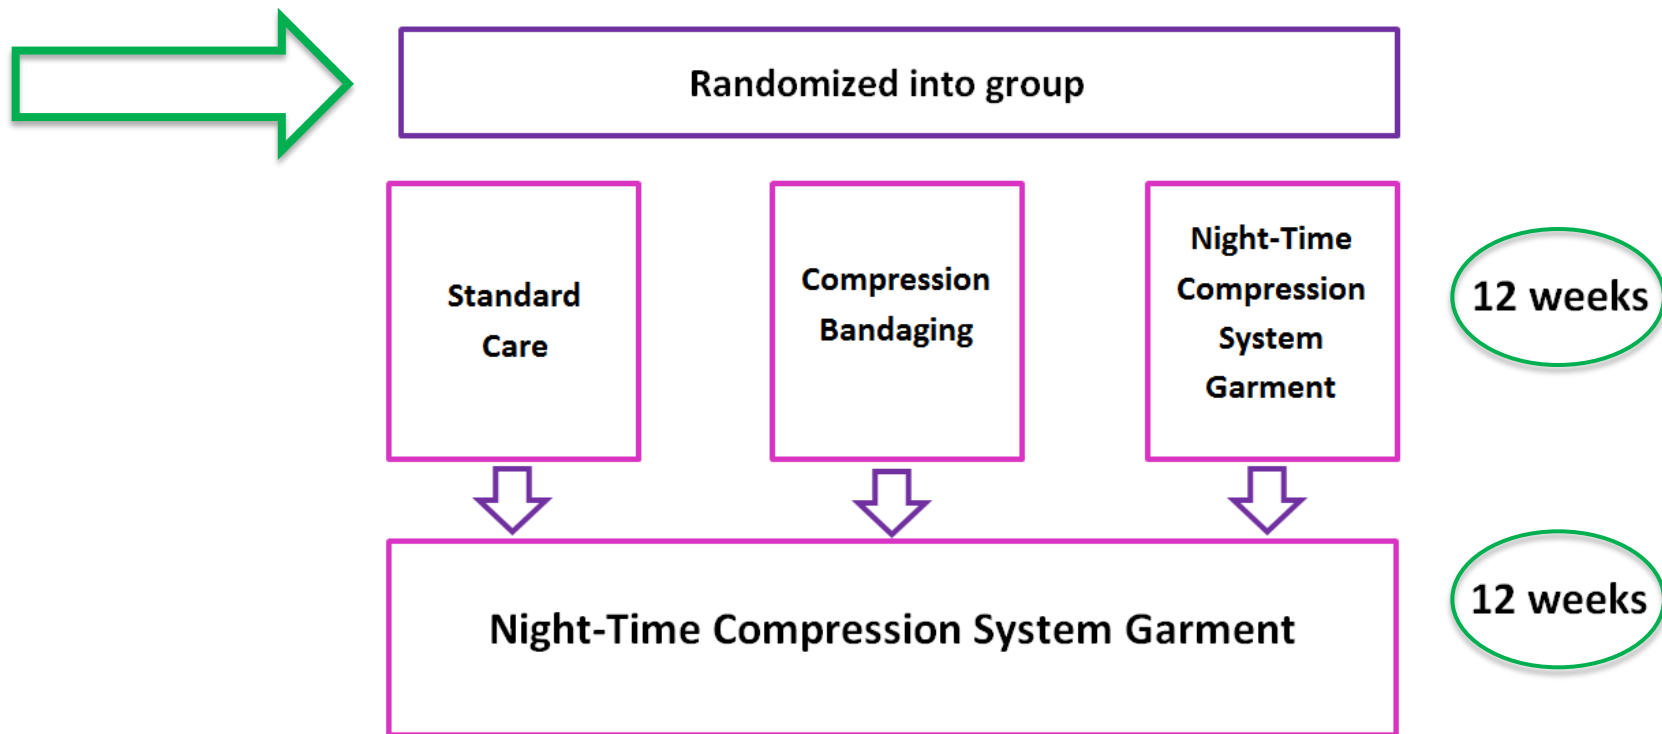 Randomized into group
Standard
Care
Compression
Bandaging
Night-Time
Compression
System
Garment
12 weeks
Night-Time Compression System Garment
12 weeks